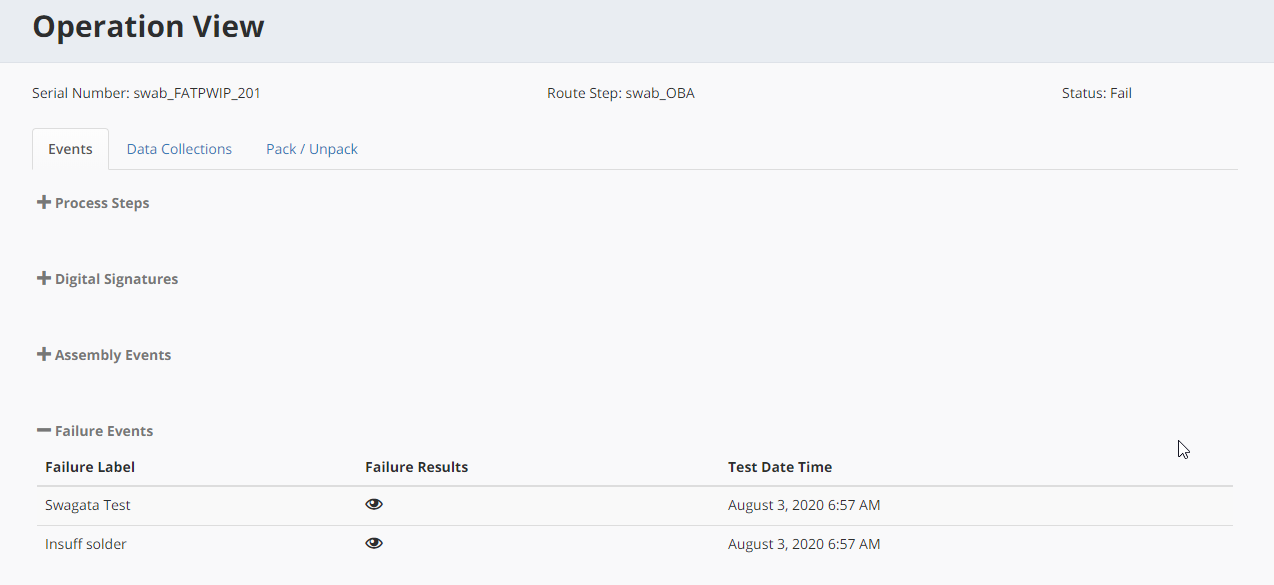 Operation View
Serial Number: swab_FATPWIP_201 Route Step: swab_OBA Status: Fail
Events Data Collections Pack / Unpack
Process Steps
Digital Signatures
Assembly Events
Failure Events
Failure Label Failure Results Test Date Time
Swagata Test August 3, 2020 6:57 AM
Insuff solder August 3, 2020 6:57 AM